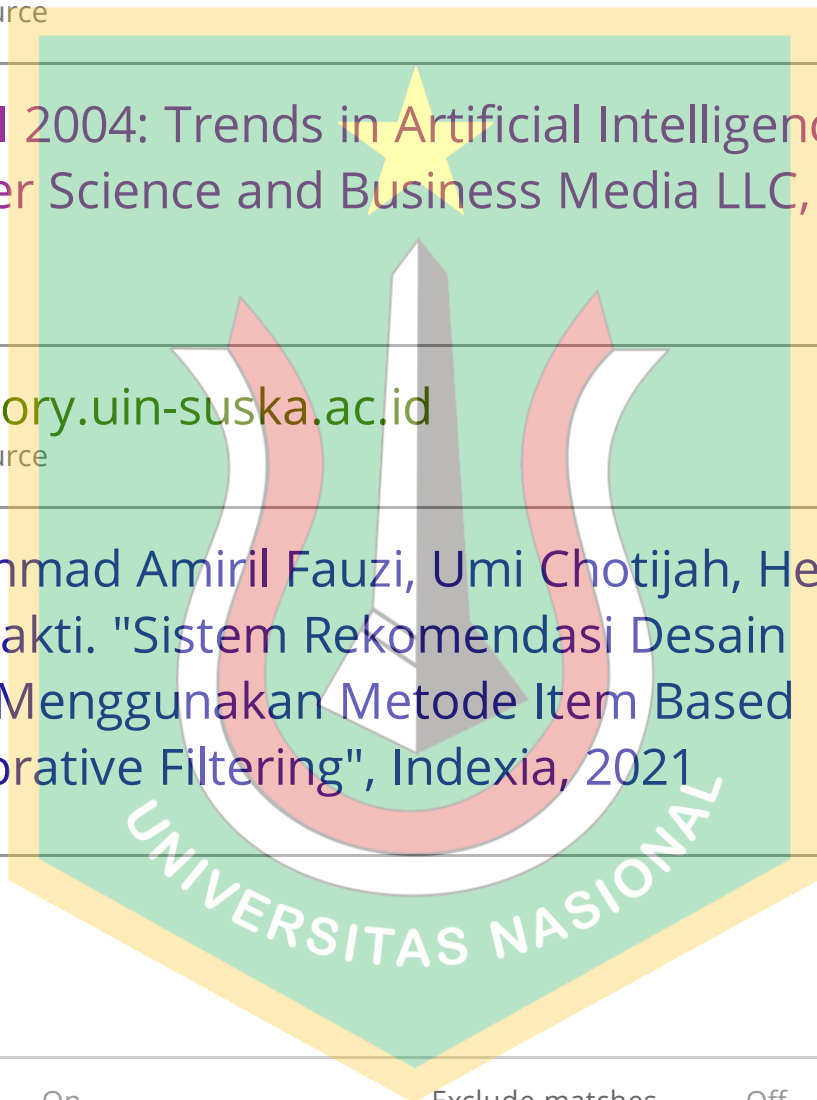 urce
I 2004: Trends in Artificial Intelligenc
er Science and Business Media LLC,
ory.uin-suska.ac.id
urce
mmad Amiril Fauzi, Umi Chotijah, He
akti. "Sistem Rekomendasi Desain
Menggunakan Metode Item Based
orative Filtering", Indexia, 2021
UNIVERSITAS NASIONAL
On
Exclude matches
Off